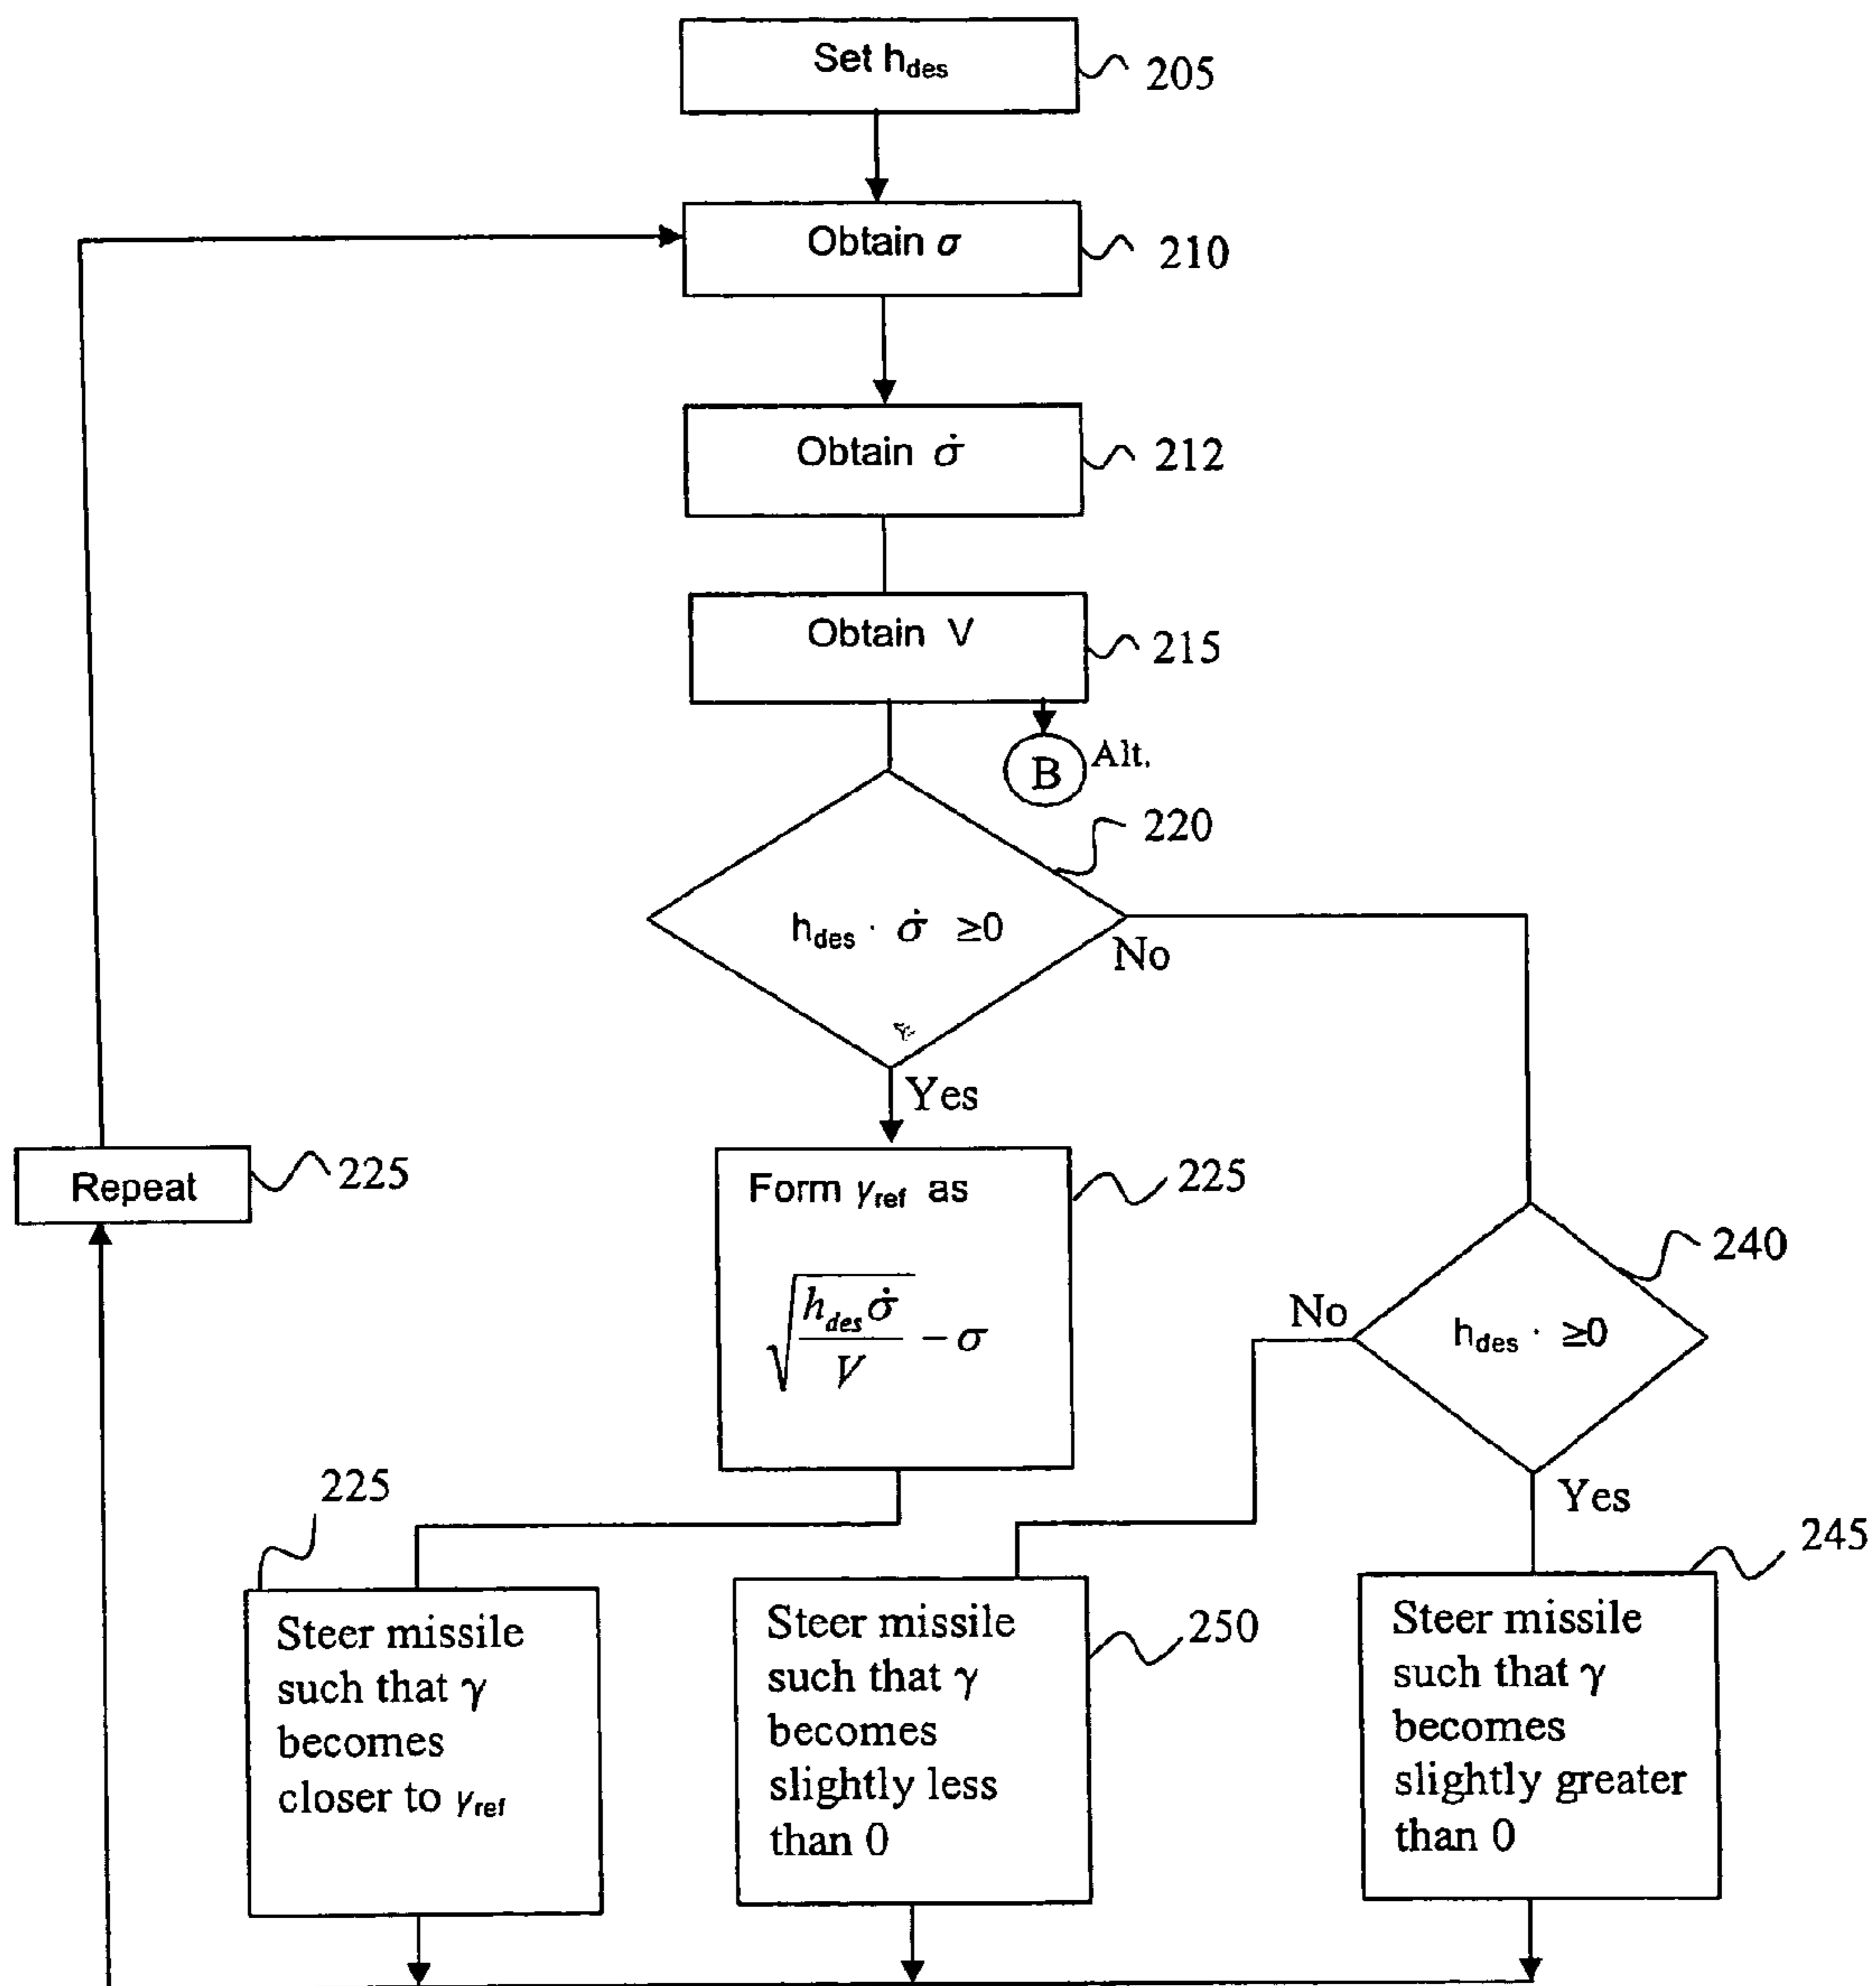 Set h_des
205
Obtain σ
210
Obtain σ̇
212
Obtain V
215
B
Alt.
220
h_des · σ̇ ≥0
No
Yes
Repeat
225
Form γ_ref as
√(h_des σ̇ / V) − σ
225
240
No
h_des · ≥0
Yes
225
Steer missile
such that γ
becomes
closer to γ_ref
Steer missile
such that γ
becomes
slightly less
than 0
250
245
Steer missile
such that γ
becomes
slightly greater
than 0